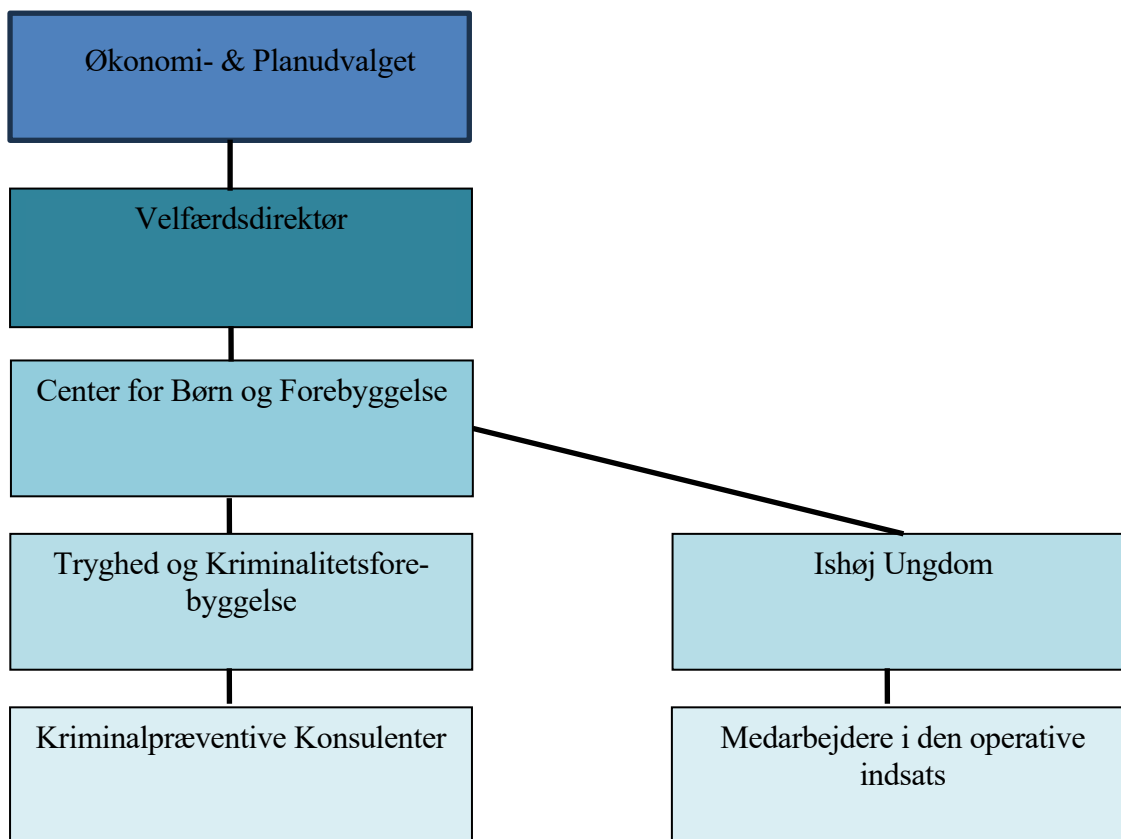 Økonomi- & Planudvalget
Velfærdsdirektør
Center for Børn og Forebyggelse
Tryghed og Kriminalitetsfore-
byggelse
Ishøj Ungdom
Kriminalpræventive Konsulenter
Medarbejdere i den operative
indsats